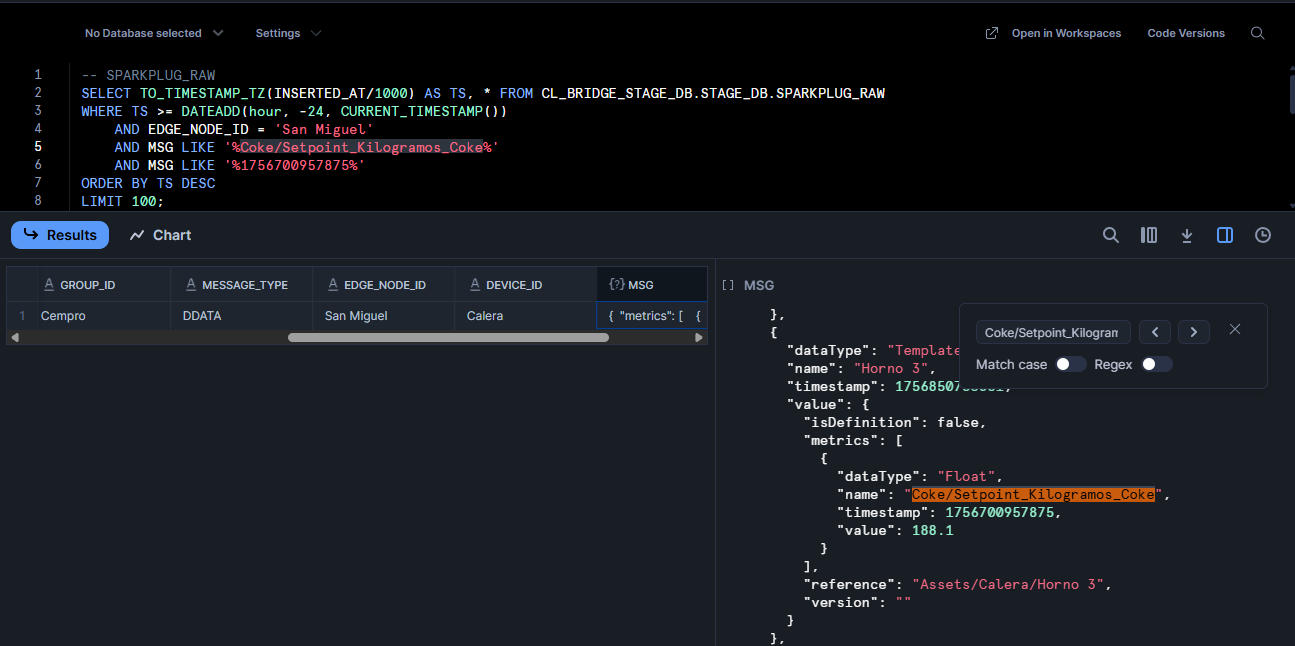 No Database selected Settings Open in Workspaces Code Versions
1 -- SPARKPLUG_RAW
2 SELECT TO_TIMESTAMP_TZ(INSERTED_AT/1000) AS TS, * FROM CL_BRIDGE_STAGE_DB.STAGE_DB.SPARKPLUG_RAW
3 WHERE TS >= DATEADD(hour, -24, CURRENT_TIMESTAMP())
4 AND EDGE_NODE_ID = 'San Miguel'
5 AND MSG LIKE '%Coke/Setpoint_Kilogramos_Coke%'
6 AND MSG LIKE '%1756700957875%'
7 ORDER BY TS DESC
8 LIMIT 100;
Results Chart
A GROUP_ID A MESSAGE_TYPE A EDGE_NODE_ID A DEVICE_ID {?} MSG
1 Cempro DDATA San Miguel Calera { "metrics": [ {
[] MSG
},
{
"dataType": "Template
"name": "Horno 3",
"timestamp": 1756850
"value": {
"isDefinition": false,
"metrics": [
{
"dataType": "Float",
"name": "Coke/Setpoint_Kilogramos_Coke",
"timestamp": 1756700957875,
"value": 188.1
}
],
"reference": "Assets/Calera/Horno 3",
"version": ""
}
},
Coke/Setpoint_Kilogram
Match case Regex